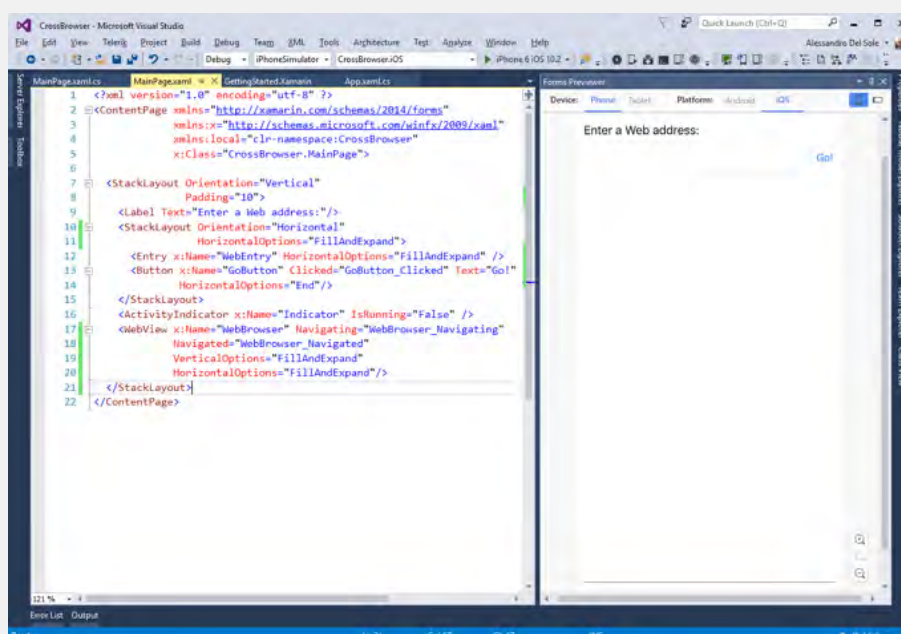 CrossBrowser - Microsoft Visual Studio
Quick Launch (Ctrl+Q)
File Edit View Telerik Project Build Debug Team XML Tools Architecture Test Analyze Window Help
Alessandro Del Sole
Debug iPhoneSimulator CrossBrowser.iOS iPhone 6 iOS 10.2
MainPage.xaml.cs MainPage.xaml GettingStarted.Xamarin App.xaml.cs
Server Explorer
Toolbox
1 <?xml version="1.0" encoding="utf-8" ?>
2 <ContentPage xmlns="http://xamarin.com/schemas/2014/forms"
3 xmlns:x="http://schemas.microsoft.com/winfx/2009/xaml"
4 xmlns:local="clr-namespace:CrossBrowser"
5 x:Class="CrossBrowser.MainPage">
6
7 <StackLayout Orientation="Vertical"
8 Padding="10">
9 <Label Text="Enter a Web address:"/>
10 <StackLayout Orientation="Horizontal"
11 HorizontalOptions="FillAndExpand">
12 <Entry x:Name="WebEntry" HorizontalOptions="FillAndExpand" />
13 <Button x:Name="GoButton" Clicked="GoButton_Clicked" Text="Go!"
14 HorizontalOptions="End"/>
15 </StackLayout>
16 <ActivityIndicator x:Name="Indicator" IsRunning="False" />
17 <WebView x:Name="WebBrowser" Navigating="WebBrowser_Navigating"
18 Navigated="WebBrowser_Navigated"
19 VerticalOptions="FillAndExpand"
20 HorizontalOptions="FillAndExpand"/>
21 </StackLayout>
22 </ContentPage>
121 %
Forms Previewer
Device: Phone Tablet Platform: Android iOS
Enter a Web address:
Go!
Error List Output